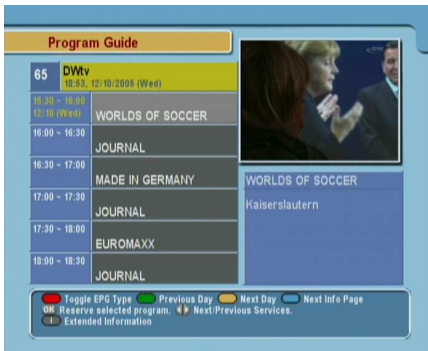 Program Guide
65 DWtv
18:53, 12/10/2005 (Wed)
15:30 ~ 16:00
12/10 (Wed) WORLDS OF SOCCER
16:00 ~ 16:30
JOURNAL
16:30 ~ 17:00
MADE IN GERMANY
17:00 ~ 17:30
JOURNAL
17:30 ~ 18:00
EUROMAXX
18:00 ~ 18:30
JOURNAL
WORLDS OF SOCCER
Kaiserslautern
Toggle EPG Type Previous Day Next Day Next Info Page
OK Reserve selected program. Next/Previous Services.
i Extended Information